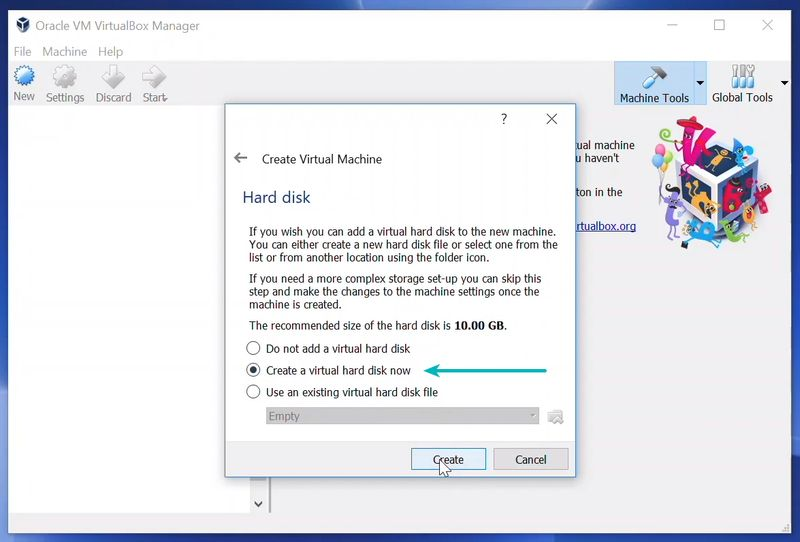 Oracle VM VirtualBox Manager
File Machine Help
New Settings Discard Start
Machine Tools Global Tools
?
Create Virtual Machine
Hard disk
If you wish you can add a virtual hard disk to the new machine.
You can either create a new hard disk file or select one from the
list or from another location using the folder icon.
If you need a more complex storage set-up you can skip this
step and make the changes to the machine settings once the
machine is created.
The recommended size of the hard disk is 10.00 GB.
Do not add a virtual hard disk
Create a virtual hard disk now
Use an existing virtual hard disk file
Empty
Create Cancel
machine
haven't
ton in the
rtualbox.org